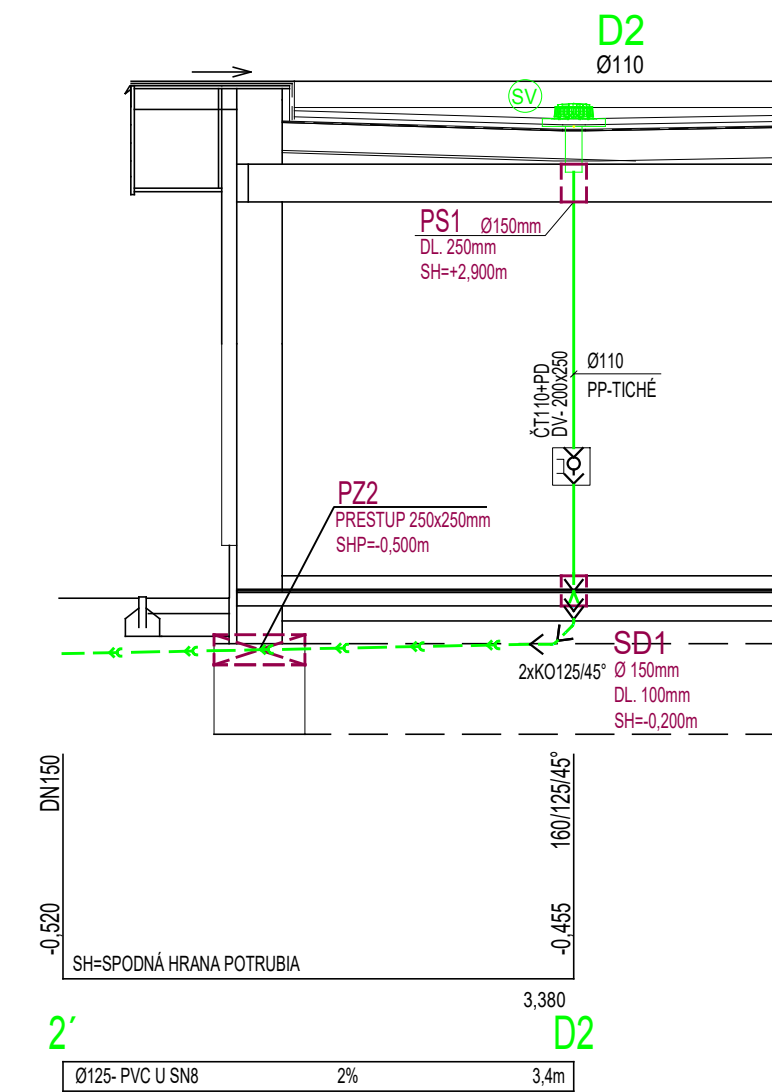 D2
Ø110
SV
PS1 Ø150mm
DL. 250mm
SH=+2,900m
ČT110+PD
DV- 200x250
Ø110
PP-TICHÉ
PZ2
PRESTUP 250x250mm
SHP=-0,500m
2xKO125/45°
SD1
Ø 150mm
DL. 100mm
SH=-0,200m
DN150
160/125/45°
-0,520
-0,455
SH=SPODNÁ HRANA POTRUBIA
3,380
2´
D2
Ø125- PVC U SN8 2% 3,4m